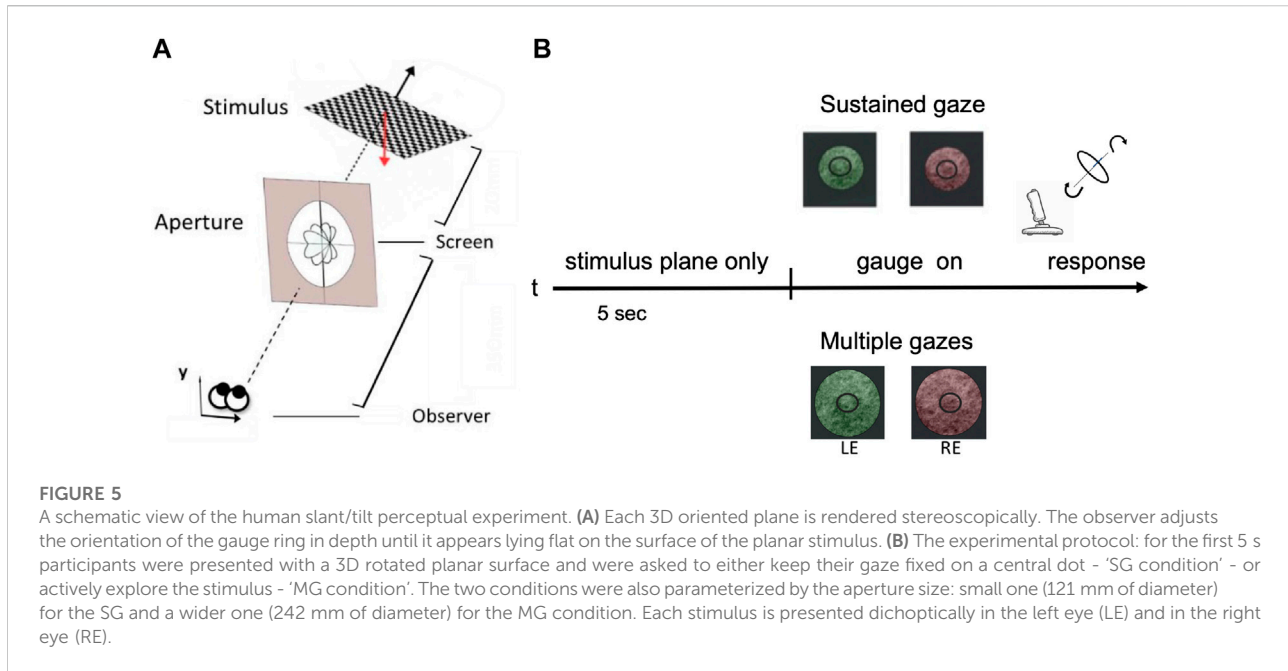 A
Stimulus
Aperture
Screen
y
Observer
B
Sustained gaze
stimulus plane only
gauge on
response
t
5 sec
Multiple gazes
LE
RE
FIGURE 5
A schematic view of the human slant/tilt perceptual experiment. (A) Each 3D oriented plane is rendered stereoscopically. The observer adjusts
the orientation of the gauge ring in depth until it appears lying flat on the surface of the planar stimulus. (B) The experimental protocol: for the first 5 s
participants were presented with a 3D rotated planar surface and were asked to either keep their gaze fixed on a central dot - 'SG condition' - or
actively explore the stimulus - 'MG condition'. The two conditions were also parameterized by the aperture size: small one (121 mm of diameter)
for the SG and a wider one (242 mm of diameter) for the MG condition. Each stimulus is presented dichoptically in the left eye (LE) and in the right
eye (RE).